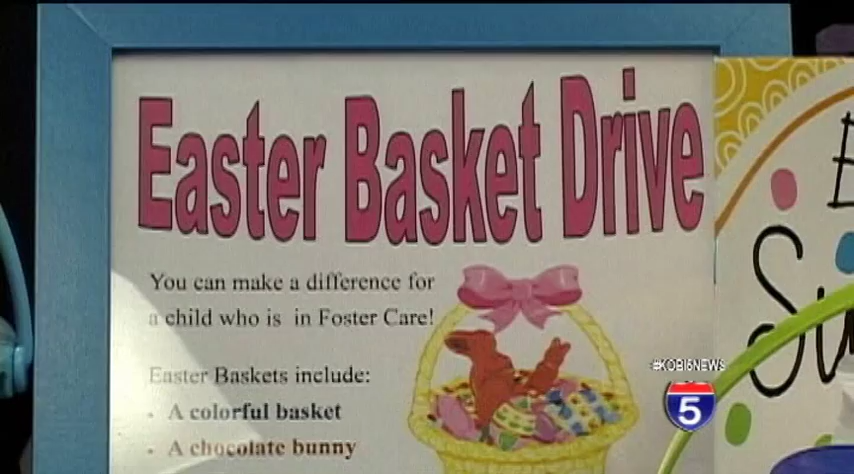 Easter Basket Drive
You can make a difference for
a child who is in Foster Care!
Easter Baskets include:
· A colorful basket
· A chocolate bunny
#KOBI5NEWS
5